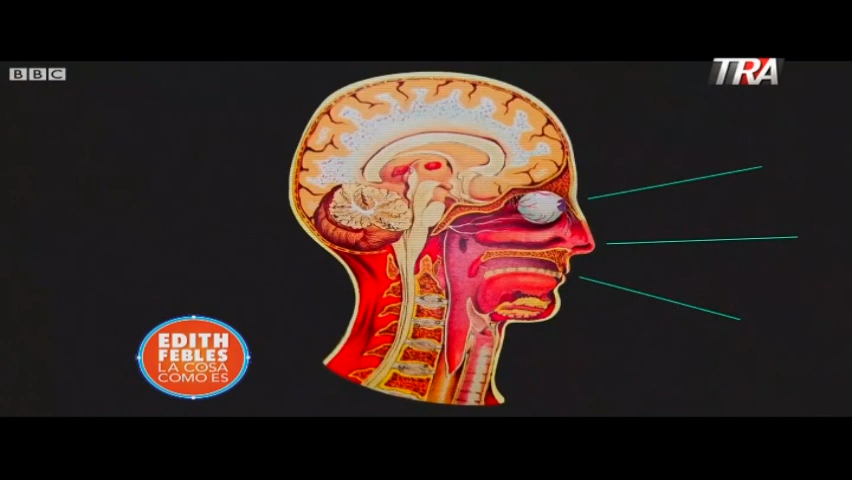 BBC
TRA
EDITH
FEBLES
LA COSA
COMO ES